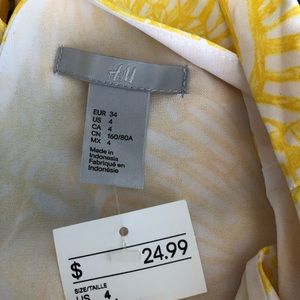 H&M
EUR 34
US 4
CA 4
CN 160/80A
MX 4
Made in
Indonesia
Fabriqué en
Indonésie
$ 24.99
SIZE/TAILLE
US 4